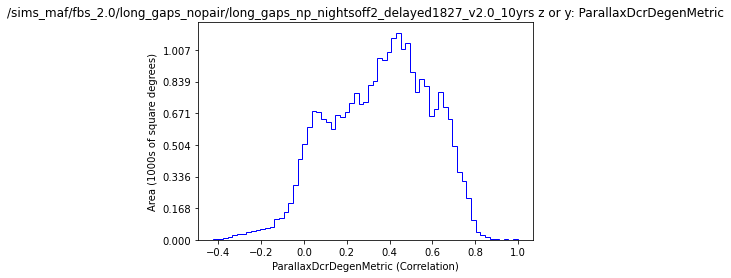 /sims_maf/fbs_2.0/long_gaps_nopair/long_gaps_np_nightsoff2_delayed1827_v2.0_10yrs z or y: ParallaxDcrDegenMetric
1.007
0.839
0.671
0.504
0.336
0.168
0.000
Area (1000s of square degrees)
−0.4 −0.2 0.0 0.2 0.4 0.6 0.8 1.0
ParallaxDcrDegenMetric (Correlation)